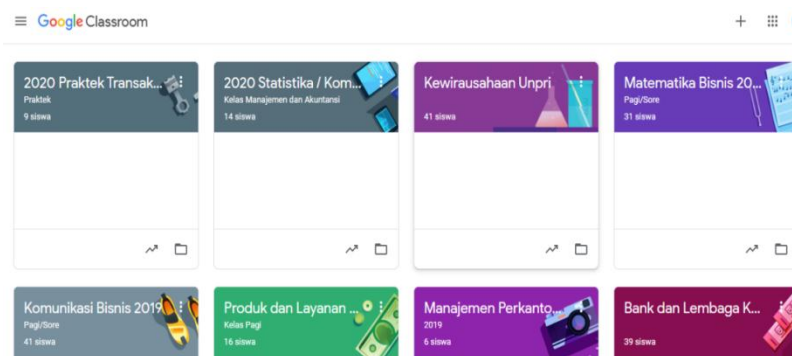 Google Classroom
2020 Praktek Transak...
Praktek
9 siswa
2020 Statistika / Kom...
Kelas Manajemen dan Akuntansi
14 siswa
Kewirausahaan Unpri
41 siswa
Matematika Bisnis 20...
Pagi/Sore
31 siswa
Komunikasi Bisnis 2019
Pagi/Sore
41 siswa
Produk dan Layanan ...
Kelas Pagi
16 siswa
Manajemen Perkanto...
2019
6 siswa
Bank dan Lembaga K...
39 siswa